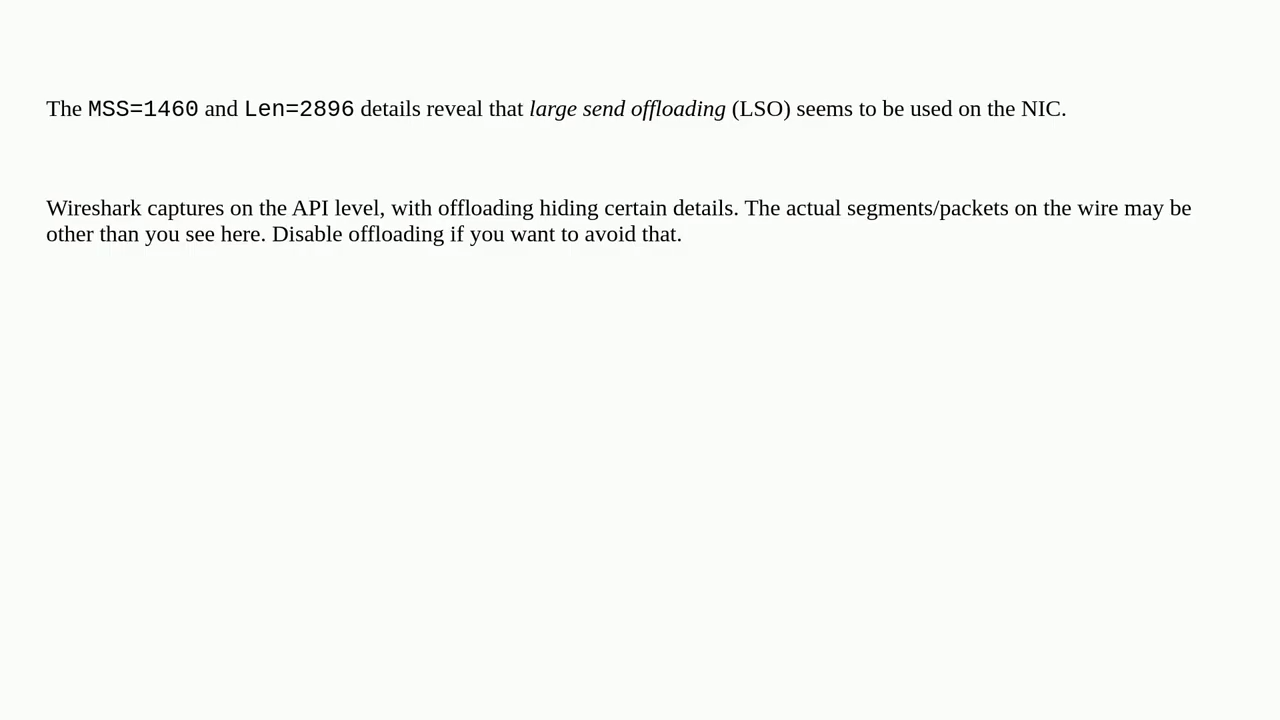 The MSS=1460 and Len=2896 details reveal that large send offloading (LSO) seems to be used on the NIC.
Wireshark captures on the API level, with offloading hiding certain details. The actual segments/packets on the wire may be
other than you see here. Disable offloading if you want to avoid that.